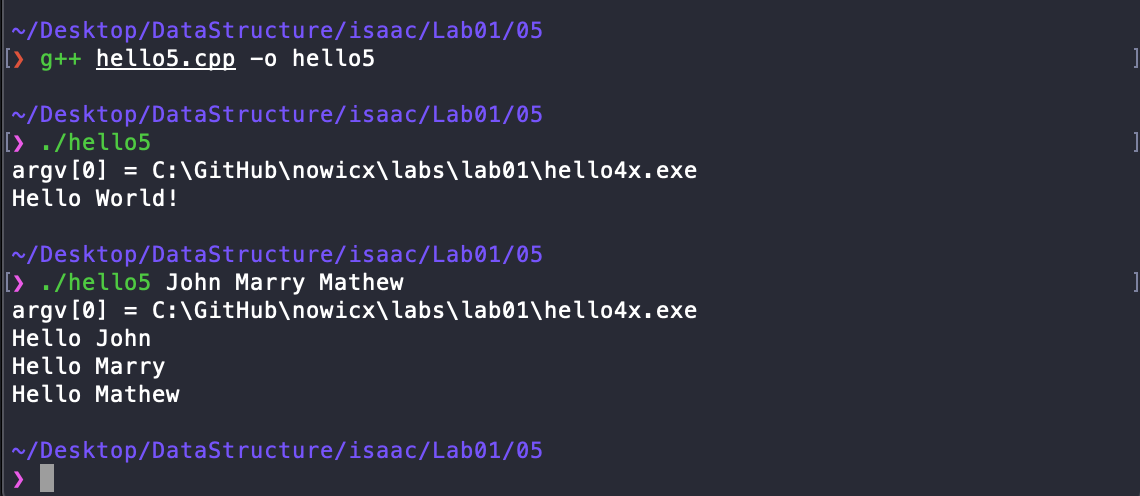 ~/Desktop/DataStructure/isaac/Lab01/05
[❯ g++ hello5.cpp -o hello5 ]
~/Desktop/DataStructure/isaac/Lab01/05
[❯ ./hello5 ]
argv[0] = C:\GitHub\nowicx\labs\lab01\hello4x.exe
Hello World!
~/Desktop/DataStructure/isaac/Lab01/05
[❯ ./hello5 John Marry Mathew ]
argv[0] = C:\GitHub\nowicx\labs\lab01\hello4x.exe
Hello John
Hello Marry
Hello Mathew
~/Desktop/DataStructure/isaac/Lab01/05
❯